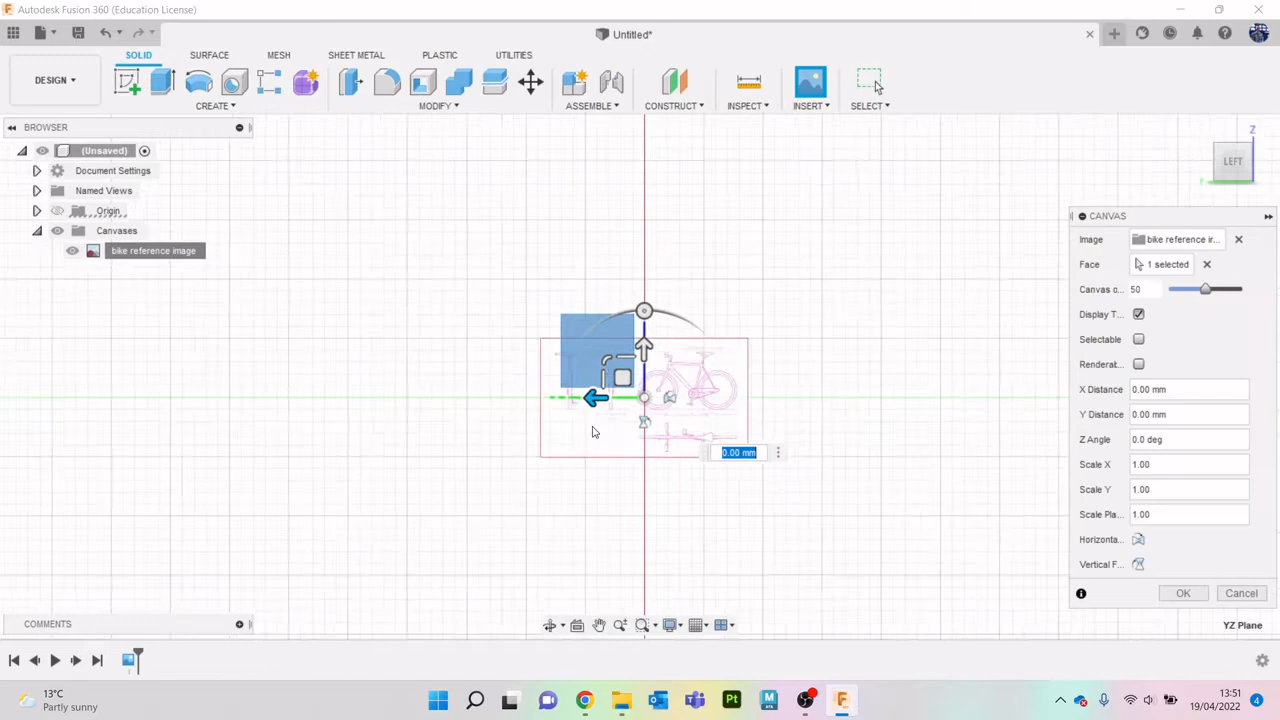 Autodesk Fusion 360 (Education License)
Untitled*
SOLID SURFACE MESH SHEET METAL PLASTIC UTILITIES
DESIGN
CREATE MODIFY ASSEMBLE CONSTRUCT INSPECT INSERT SELECT
BROWSER
(Unsaved)
Document Settings
Named Views
Origin
Canvases
bike reference image
Z
LEFT
CANVAS
Image bike reference ir...
Face 1 selected
Canvas o... 50
Display T...
Selectable
Renderat...
X Distance 0.00 mm
Y Distance 0.00 mm
Z Angle 0.0 deg
Scale X 1.00
Scale Y 1.00
Scale Pla... 1.00
Horizonta...
Vertical F...
OK Cancel
0.00 mm
COMMENTS
YZ Plane
13°C
Partly sunny
Pt
13:51
19/04/2022
4